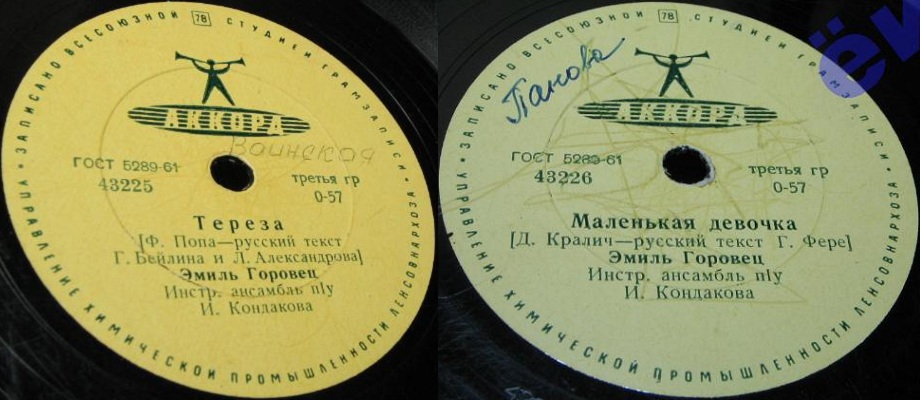 • ЗАПИСАНО ВСЕСОЮЗНОЙ 78 СТУДИЕЙ ГРАМЗАПИСИ •
АККОРД
Воинская
ГОСТ 5289-61
43225
третья гр
0-57
Тереза
[Ф. Попа—русский текст
Г. Бейлина и Л. Александрова]
Эмиль Горовец
Инстр. ансамбль п/у
И. Кондакова
УПРАВЛЕНИЕ ХИМИЧЕСКОЙ ПРОМЫШЛЕННОСТИ ЛЕНСОВНАРХОЗА
• ЗАПИСАНО ВСЕСОЮЗНОЙ 78 СТУДИЕЙ ГРАМЗАПИСИ •
Панова
АККОРД
ГОСТ 5289-61
43226
третья гр
0-57
Маленькая девочка
[Д. Кралич—русский текст Г. Фере]
Эмиль Горовец
Инстр. ансамбль п/у
И. Кондакова
УПРАВЛЕНИЕ ХИМИЧЕСКОЙ ПРОМЫШЛЕННОСТИ ЛЕНСОВНАРХОЗА